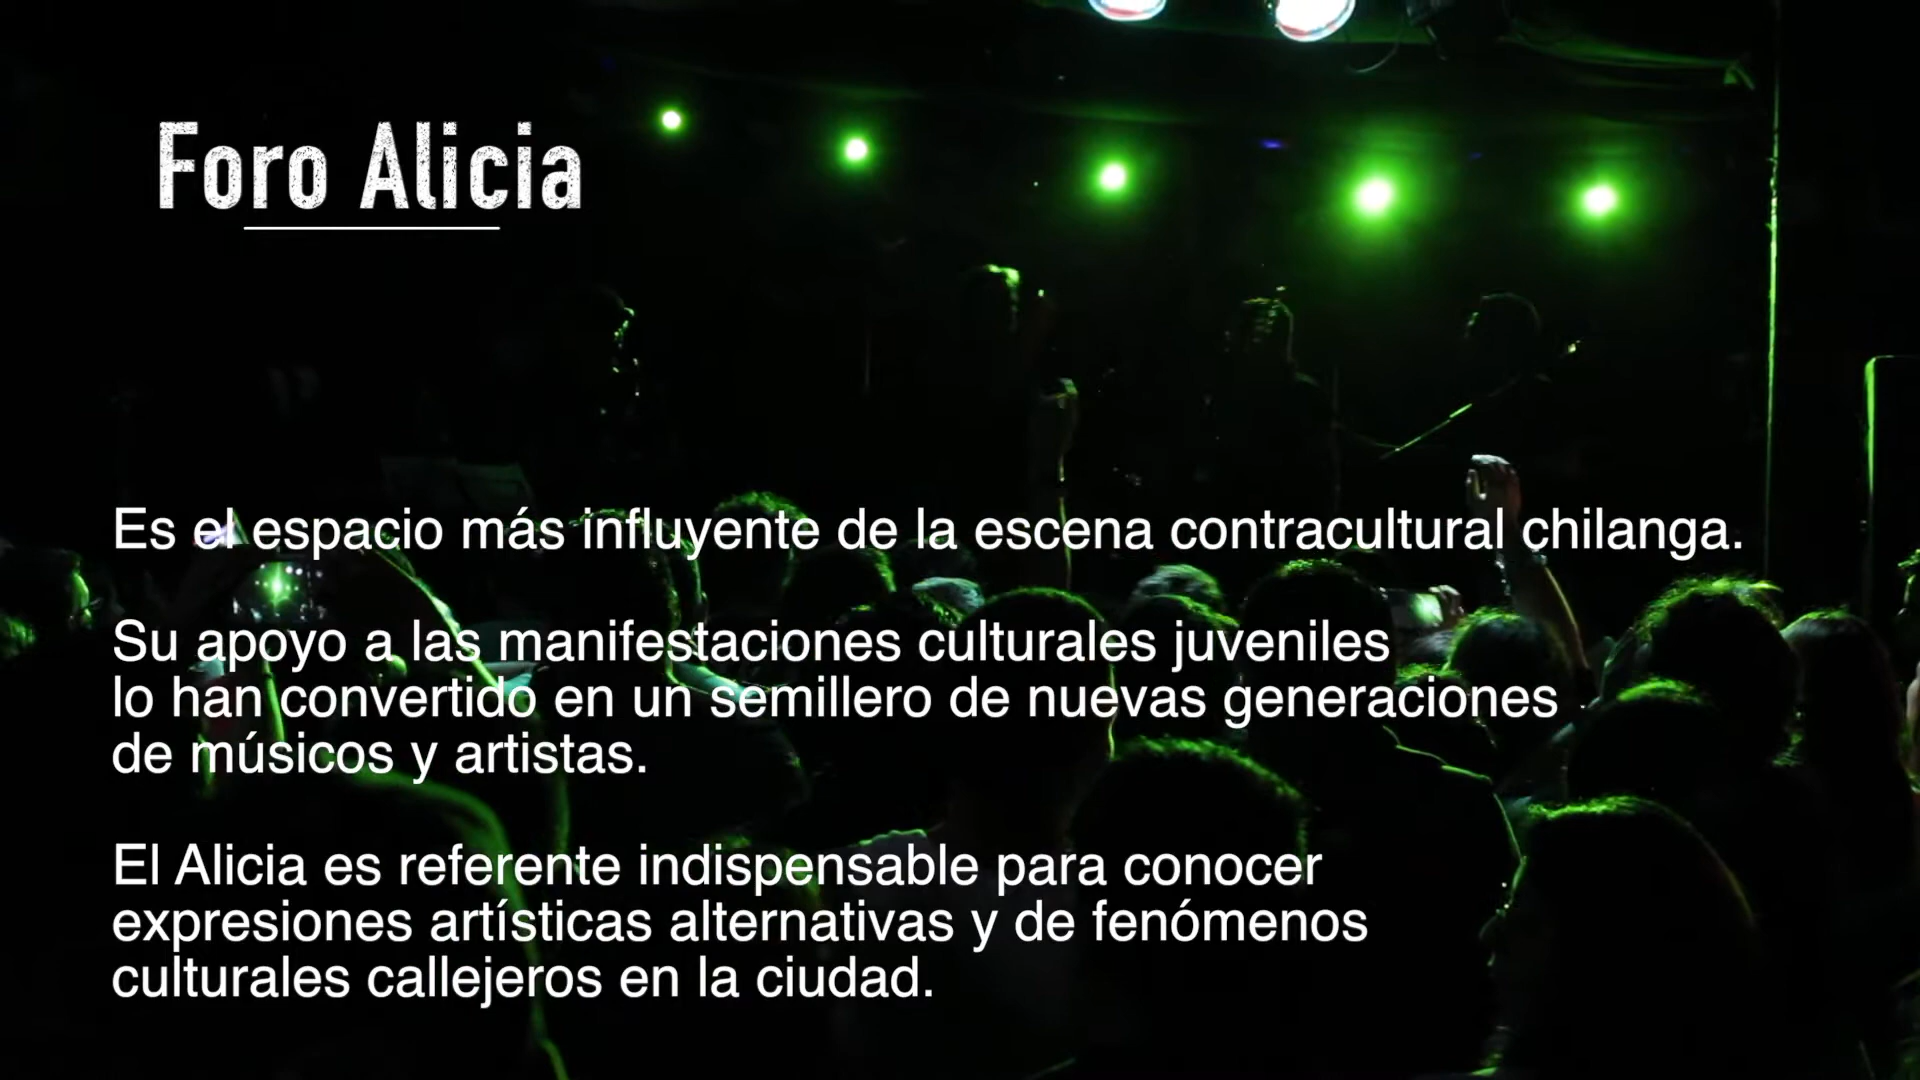 Foro Alicia
Es el espacio más influyente de la escena contracultural chilanga.
Su apoyo a las manifestaciones culturales juveniles
lo han convertido en un semillero de nuevas generaciones
de músicos y artistas.
El Alicia es referente indispensable para conocer
expresiones artísticas alternativas y de fenómenos
culturales callejeros en la ciudad.